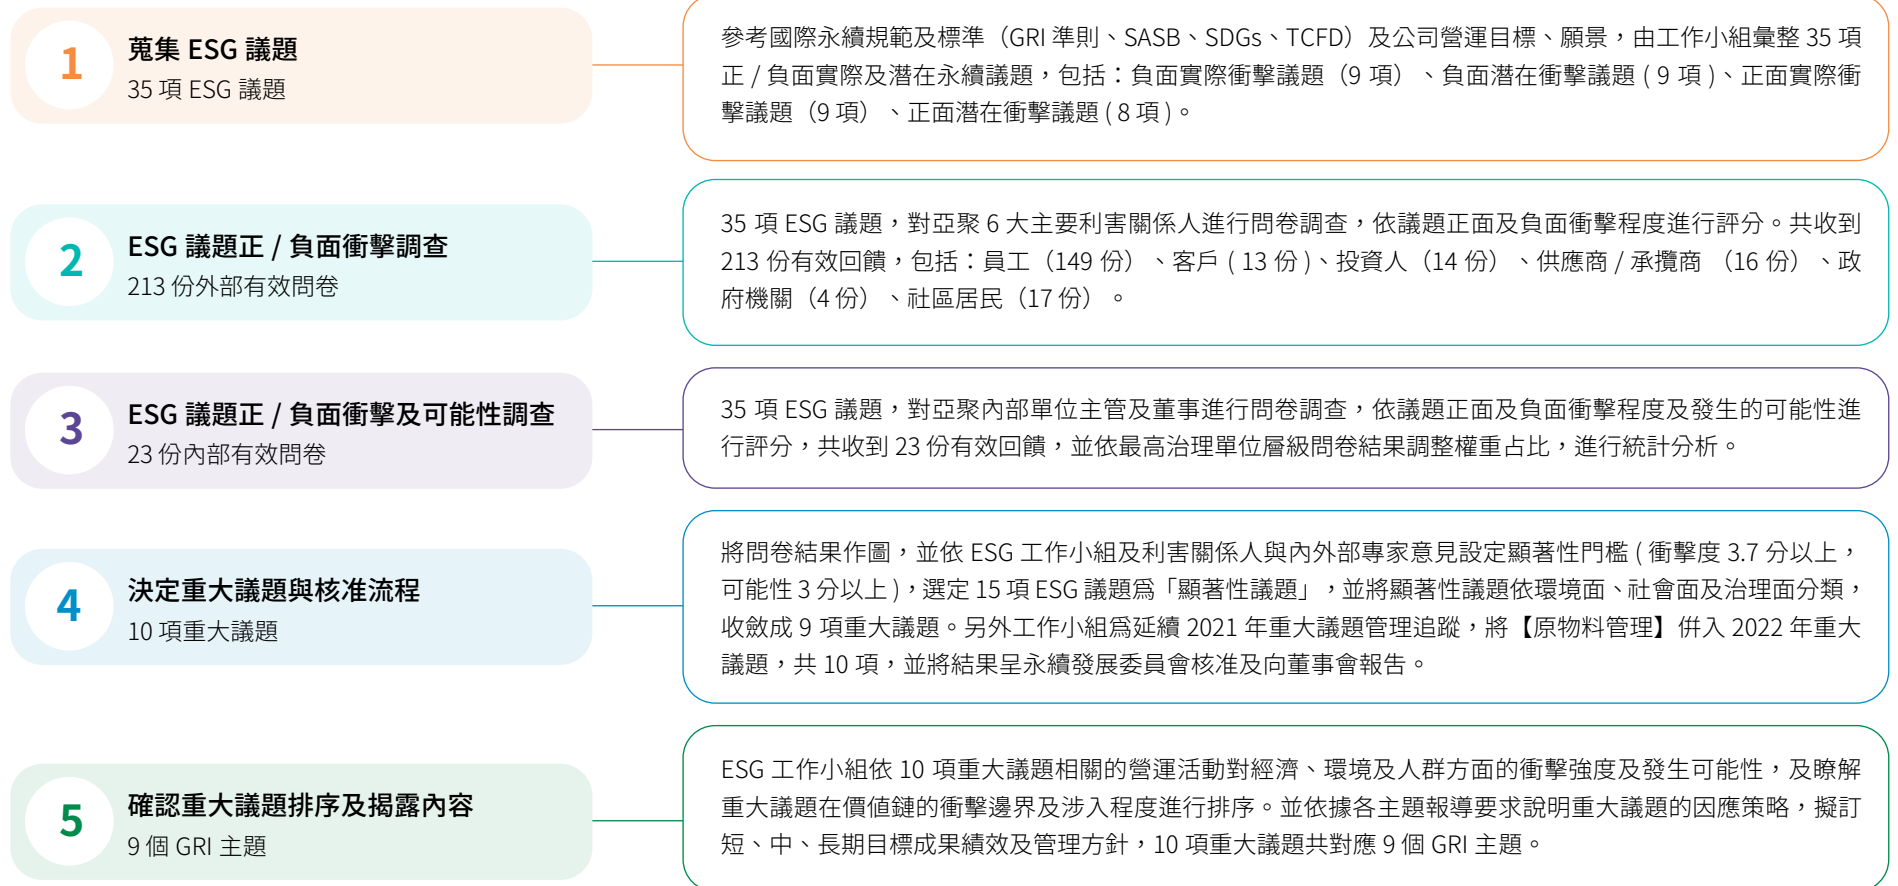 1
蒐集 ESG 議題
35 項 ESG 議題
參考國際永續規範及標準（GRI 準則、SASB、SDGs、TCFD）及公司營運目標、願景，由工作小組彙整 35 項
正 / 負面實際及潛在永續議題，包括：負面實際衝擊議題（9 項）、負面潛在衝擊議題 ( 9 項 )、正面實際衝
擊議題（9 項）、正面潛在衝擊議題 ( 8 項 )。
2
ESG 議題正 / 負面衝擊調查
213 份外部有效問卷
35 項 ESG 議題，對亞聚 6 大主要利害關係人進行問卷調查，依議題正面及負面衝擊程度進行評分。共收到
213 份有效回饋，包括：員工（149 份）、客戶 ( 13 份 )、投資人（14 份）、供應商 / 承攬商 （16 份）、政
府機關（4 份）、社區居民（17 份）。
3
ESG 議題正 / 負面衝擊及可能性調查
23 份內部有效問卷
35 項 ESG 議題，對亞聚內部單位主管及董事進行問卷調查，依議題正面及負面衝擊程度及發生的可能性進
行評分，共收到 23 份有效回饋，並依最高治理單位層級問卷結果調整權重占比，進行統計分析。
4
決定重大議題與核准流程
10 項重大議題
將問卷結果作圖，並依 ESG 工作小組及利害關係人與內外部專家意見設定顯著性門檻 ( 衝擊度 3.7 分以上，
可能性 3 分以上 )，選定 15 項 ESG 議題為「顯著性議題」，並將顯著性議題依環境面、社會面及治理面分類，
收斂成 9 項重大議題。另外工作小組為延續 2021 年重大議題管理追蹤，將【原物料管理】併入 2022 年重大
議題，共 10 項，並將結果呈永續發展委員會核准及向董事會報告。
5
確認重大議題排序及揭露內容
9 個 GRI 主題
ESG 工作小組依 10 項重大議題相關的營運活動對經濟、環境及人群方面的衝擊強度及發生可能性，及瞭解
重大議題在價值鏈的衝擊邊界及涉入程度進行排序。並依據各主題報導要求說明重大議題的因應策略，擬訂
短、中、長期目標成果績效及管理方針，10 項重大議題共對應 9 個 GRI 主題。